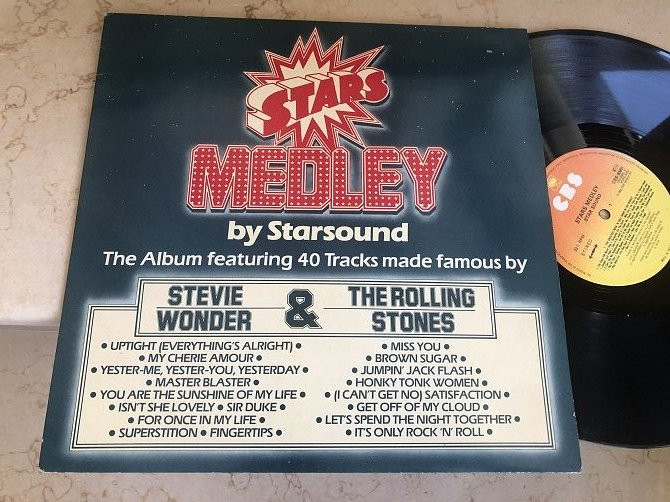 STARS
MEDLEY
by Starsound
The Album featuring 40 Tracks made famous by
STEVIE WONDER & THE ROLLING STONES
• UPTIGHT (EVERYTHING'S ALRIGHT) •
• MY CHERIE AMOUR •
• YESTER-ME, YESTER-YOU, YESTERDAY •
• MASTER BLASTER •
• YOU ARE THE SUNSHINE OF MY LIFE •
• ISN'T SHE LOVELY • SIR DUKE •
• FOR ONCE IN MY LIFE •
• SUPERSTITION • FINGERTIPS •
• MISS YOU •
• BROWN SUGAR •
• JUMPIN' JACK FLASH •
• HONKY TONK WOMEN •
• (I CAN'T GET NO) SATISFACTION •
• GET OFF OF MY CLOUD •
• LET'S SPEND THE NIGHT TOGETHER •
• IT'S ONLY ROCK 'N' ROLL •
CBS
STARS MEDLEY
STAR SOUND